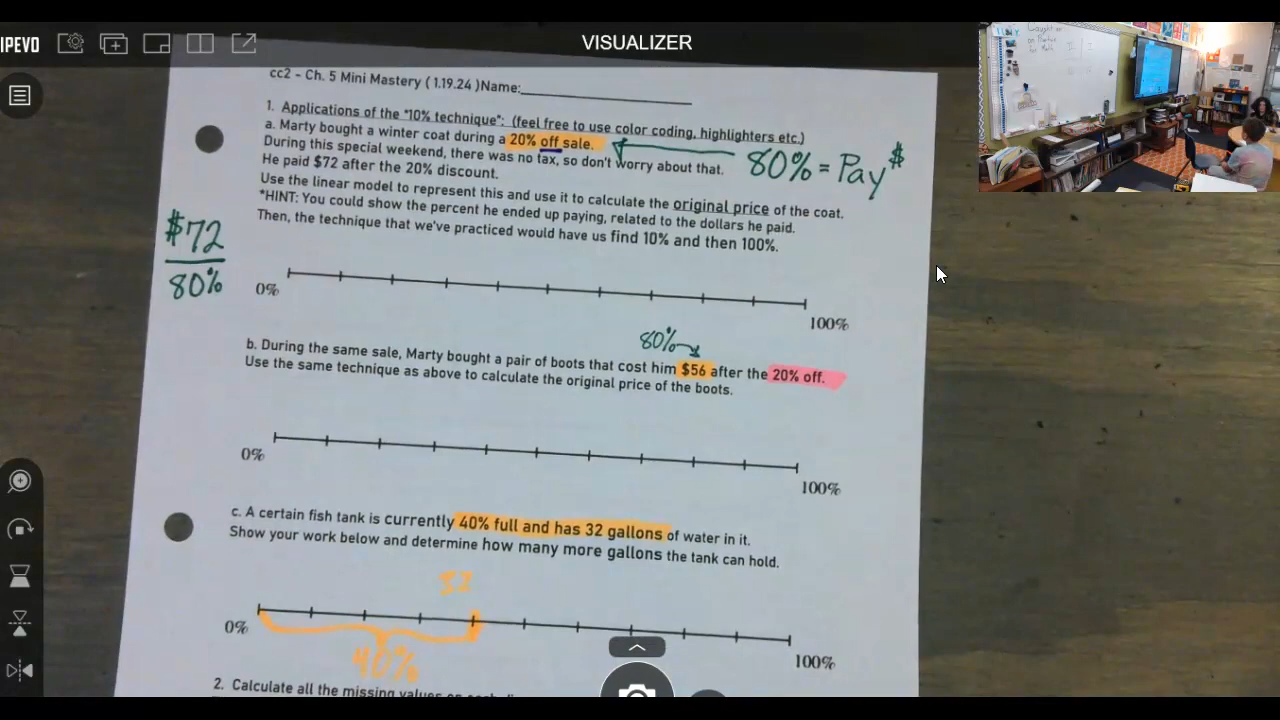 IPEVO
VISUALIZER
cc2 - Ch. 5 Mini Mastery ( 1.19.24 )Name:
1. Applications of the "10% technique": (feel free to use color coding, highlighters etc.)
a. Marty bought a winter coat during a 20% off sale.
During this special weekend, there was no tax, so don't worry about that.
80% = Pay $
He paid $72 after the 20% discount.
Use the linear model to represent this and use it to calculate the original price of the coat.
*HINT: You could show the percent he ended up paying, related to the dollars he paid.
Then, the technique that we've practiced would have us find 10% and then 100%.
$72
80%
0%
100%
80%
b. During the same sale, Marty bought a pair of boots that cost him $56 after the 20% off.
Use the same technique as above to calculate the original price of the boots.
0%
100%
c. A certain fish tank is currently 40% full and has 32 gallons of water in it.
Show your work below and determine how many more gallons the tank can hold.
32
0%
100%
40%
2. Calculate all the missing values on each